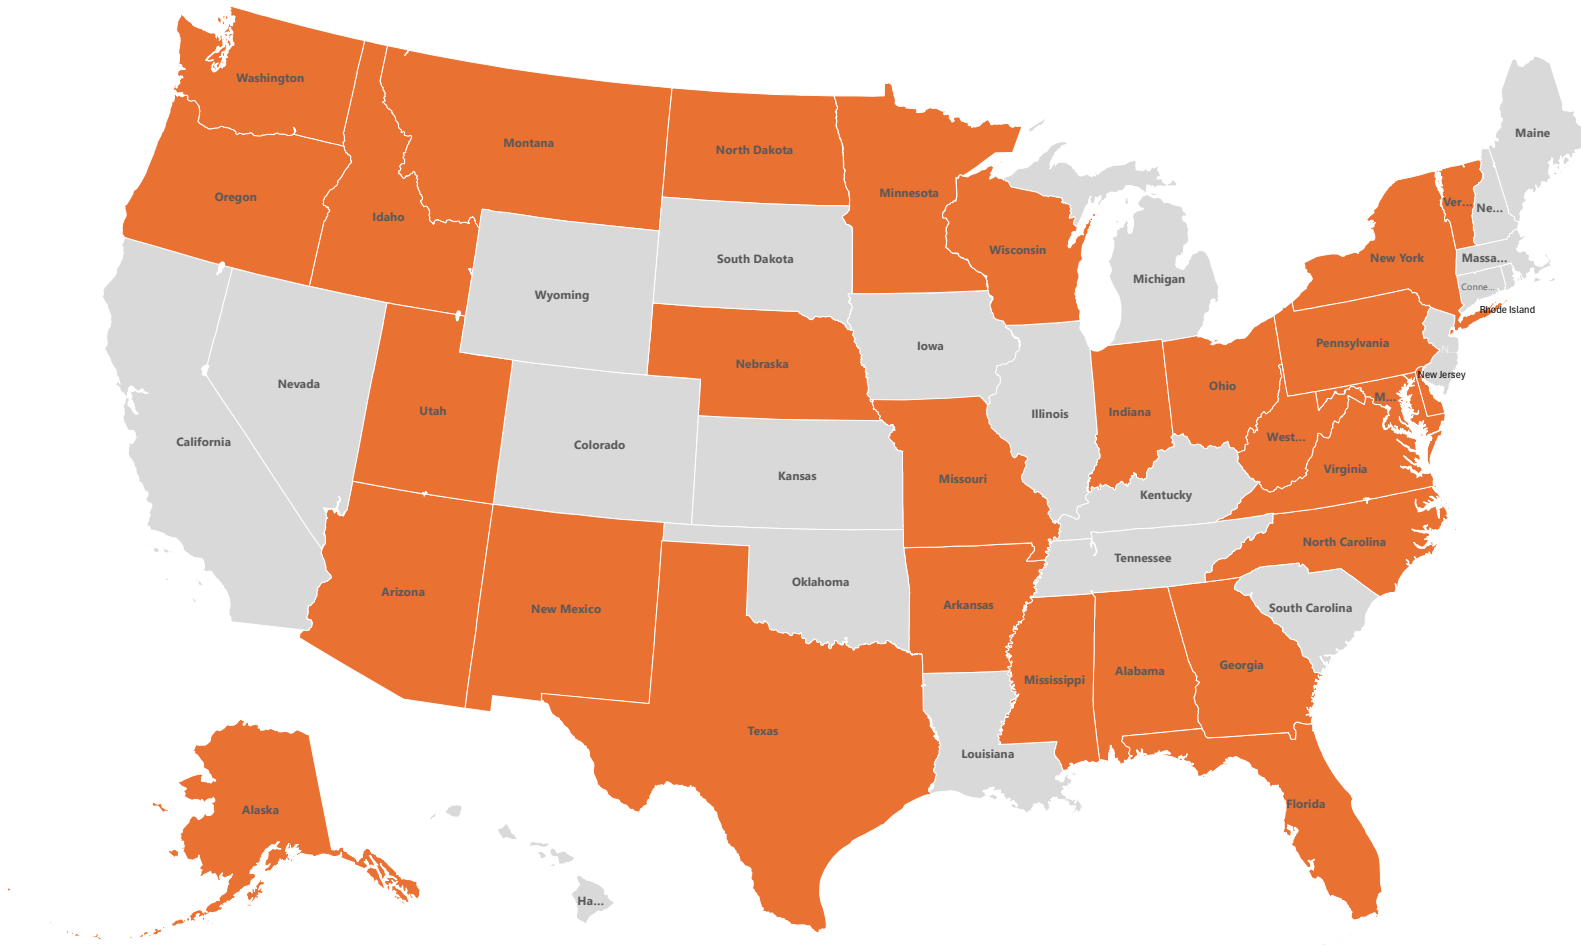 Washington
Maine
Montana
North Dakota
Minnesota
Oregon
Idaho
Ver...
Ne...
Wisconsin
New York
Massa...
South Dakota
Michigan
Wyoming
Conne...
Rhode Island
Iowa
Pennsylvania
N...
Nebraska
New Jersey
Nevada
Ohio
M...
Utah
Illinois
Indiana
West...
California
Colorado
Kansas
Missouri
Virginia
Kentucky
North Carolina
Tennessee
Oklahoma
Arizona
New Mexico
Arkansas
South Carolina
Georgia
Alabama
Mississippi
Texas
Louisiana
Florida
Alaska
Ha...